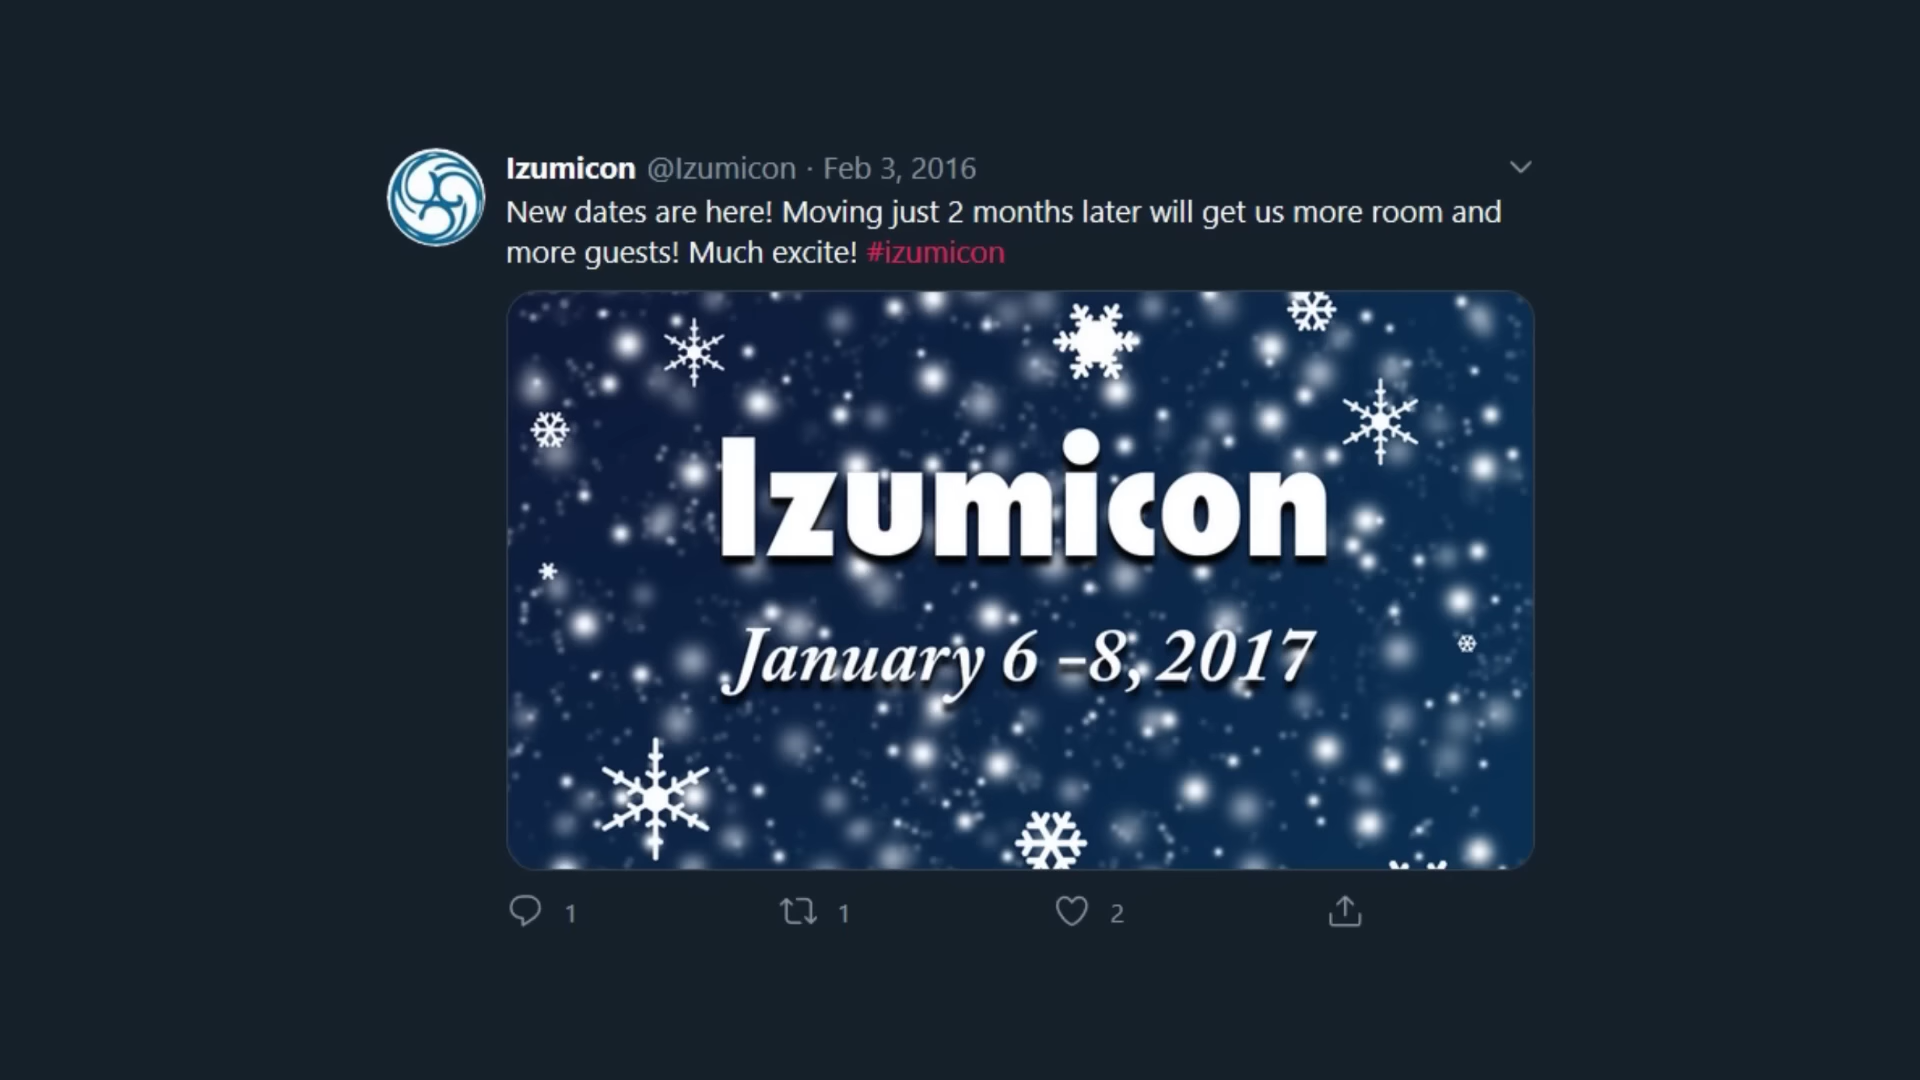 Izumicon @Izumicon · Feb 3, 2016
New dates are here! Moving just 2 months later will get us more room and
more guests! Much excite! #izumicon
Izumicon
January 6 -8, 2017
1 1 2